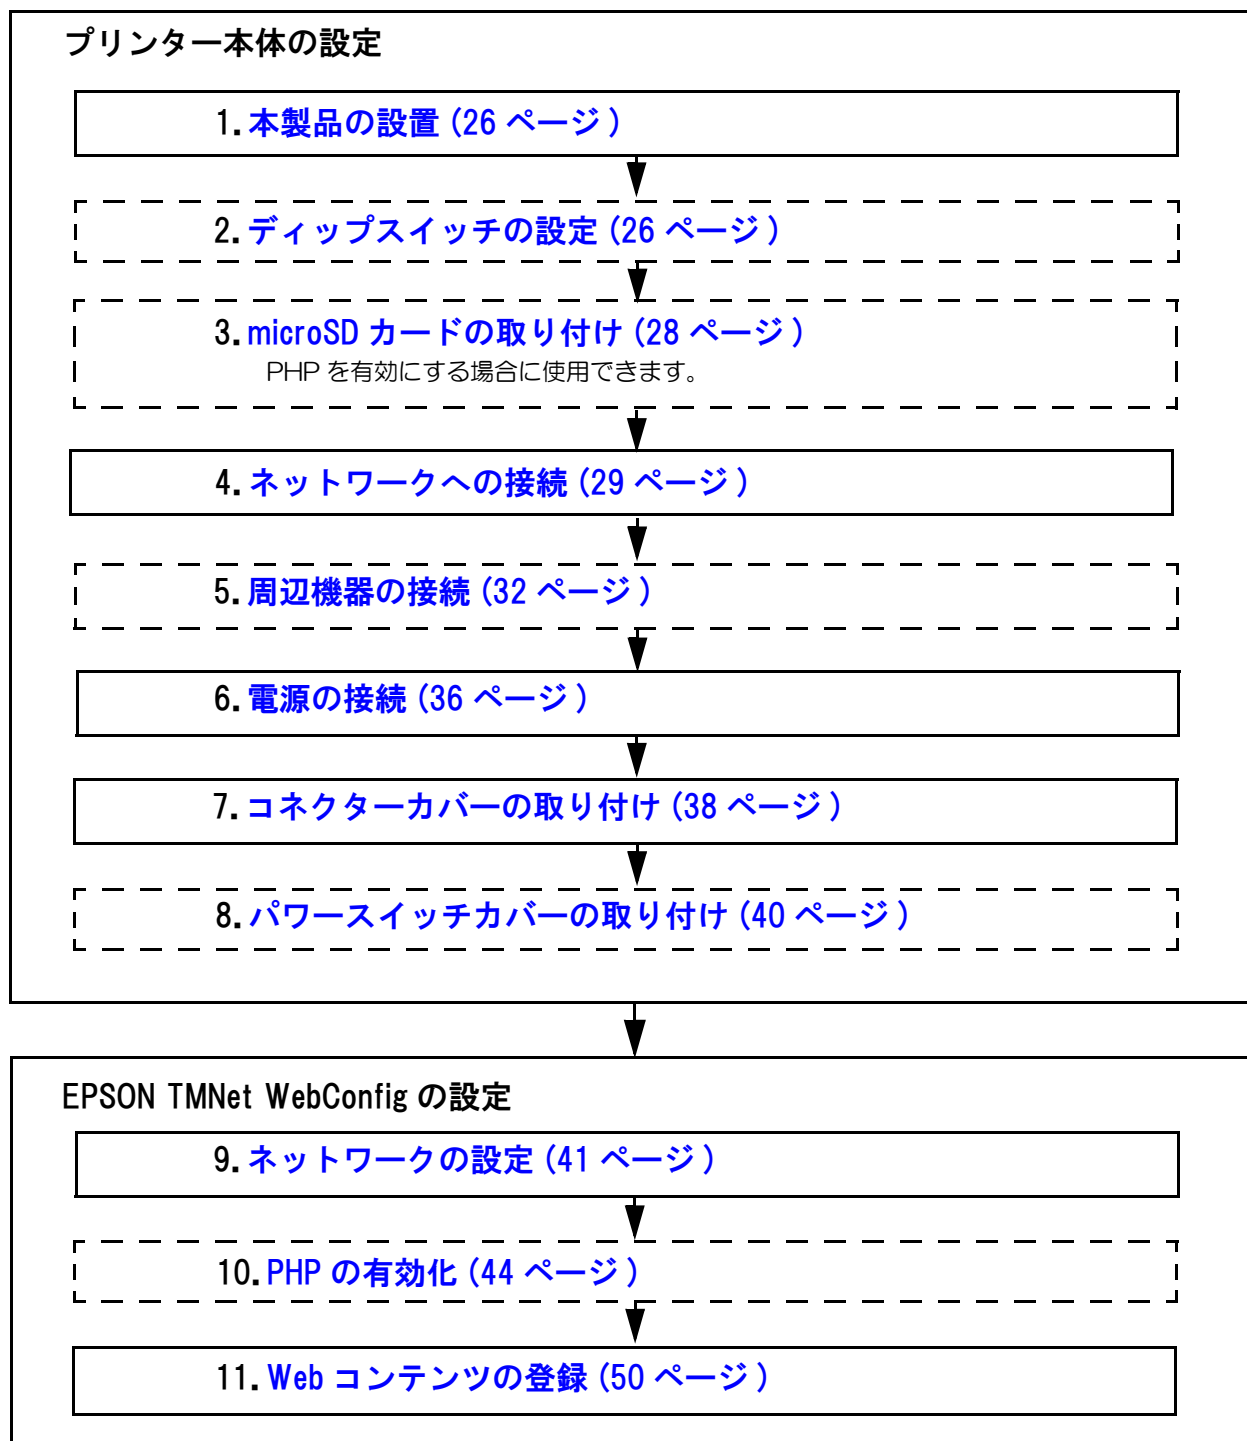 プリンター本体の設定
1. 本製品の設置 (26 ページ )
2. ディップスイッチの設定 (26 ページ )
3. microSD カードの取り付け (28 ページ )
PHP を有効にする場合に使用できます。
4. ネットワークへの接続 (29 ページ )
5. 周辺機器の接続 (32 ページ )
6. 電源の接続 (36 ページ )
7. コネクターカバーの取り付け (38 ページ )
8. パワースイッチカバーの取り付け (40 ページ )
EPSON TMNet WebConfig の設定
9. ネットワークの設定 (41 ページ )
10. PHP の有効化 (44 ページ )
11. Web コンテンツの登録 (50 ページ )